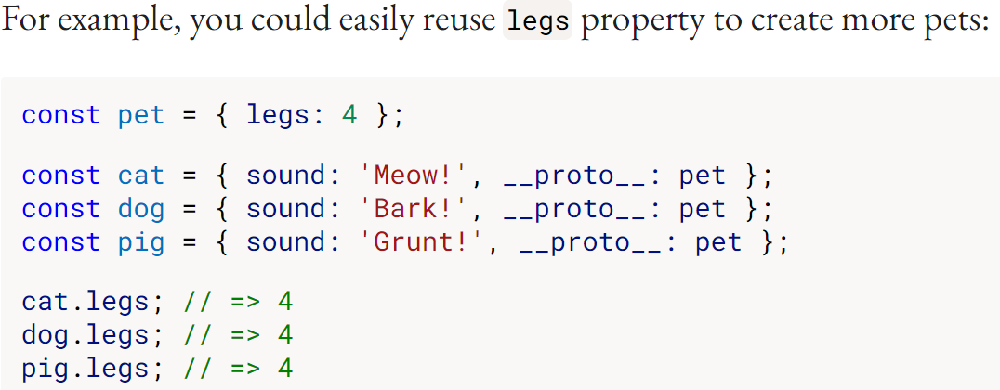 For example, you could easily reuse legs property to create more pets:
const pet = { legs: 4 };
const cat = { sound: 'Meow!', __proto__: pet };
const dog = { sound: 'Bark!', __proto__: pet };
const pig = { sound: 'Grunt!', __proto__: pet };
cat.legs; // => 4
dog.legs; // => 4
pig.legs; // => 4